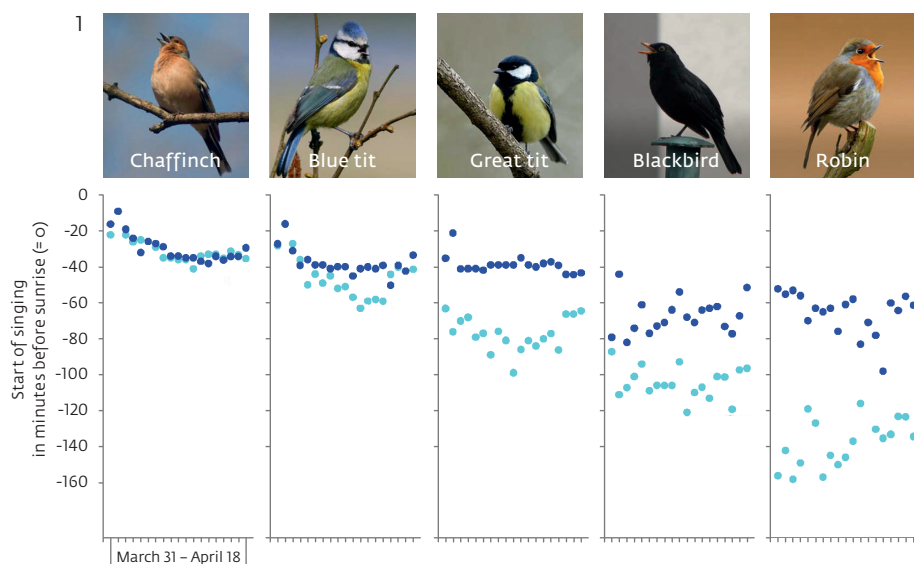 1
Chaffinch
Blue tit
Great tit
Blackbird
Robin
Start of singing
in minutes before sunrise (= 0)
0
-20
-40
-60
-80
-100
-120
-140
-160
March 31 – April 18